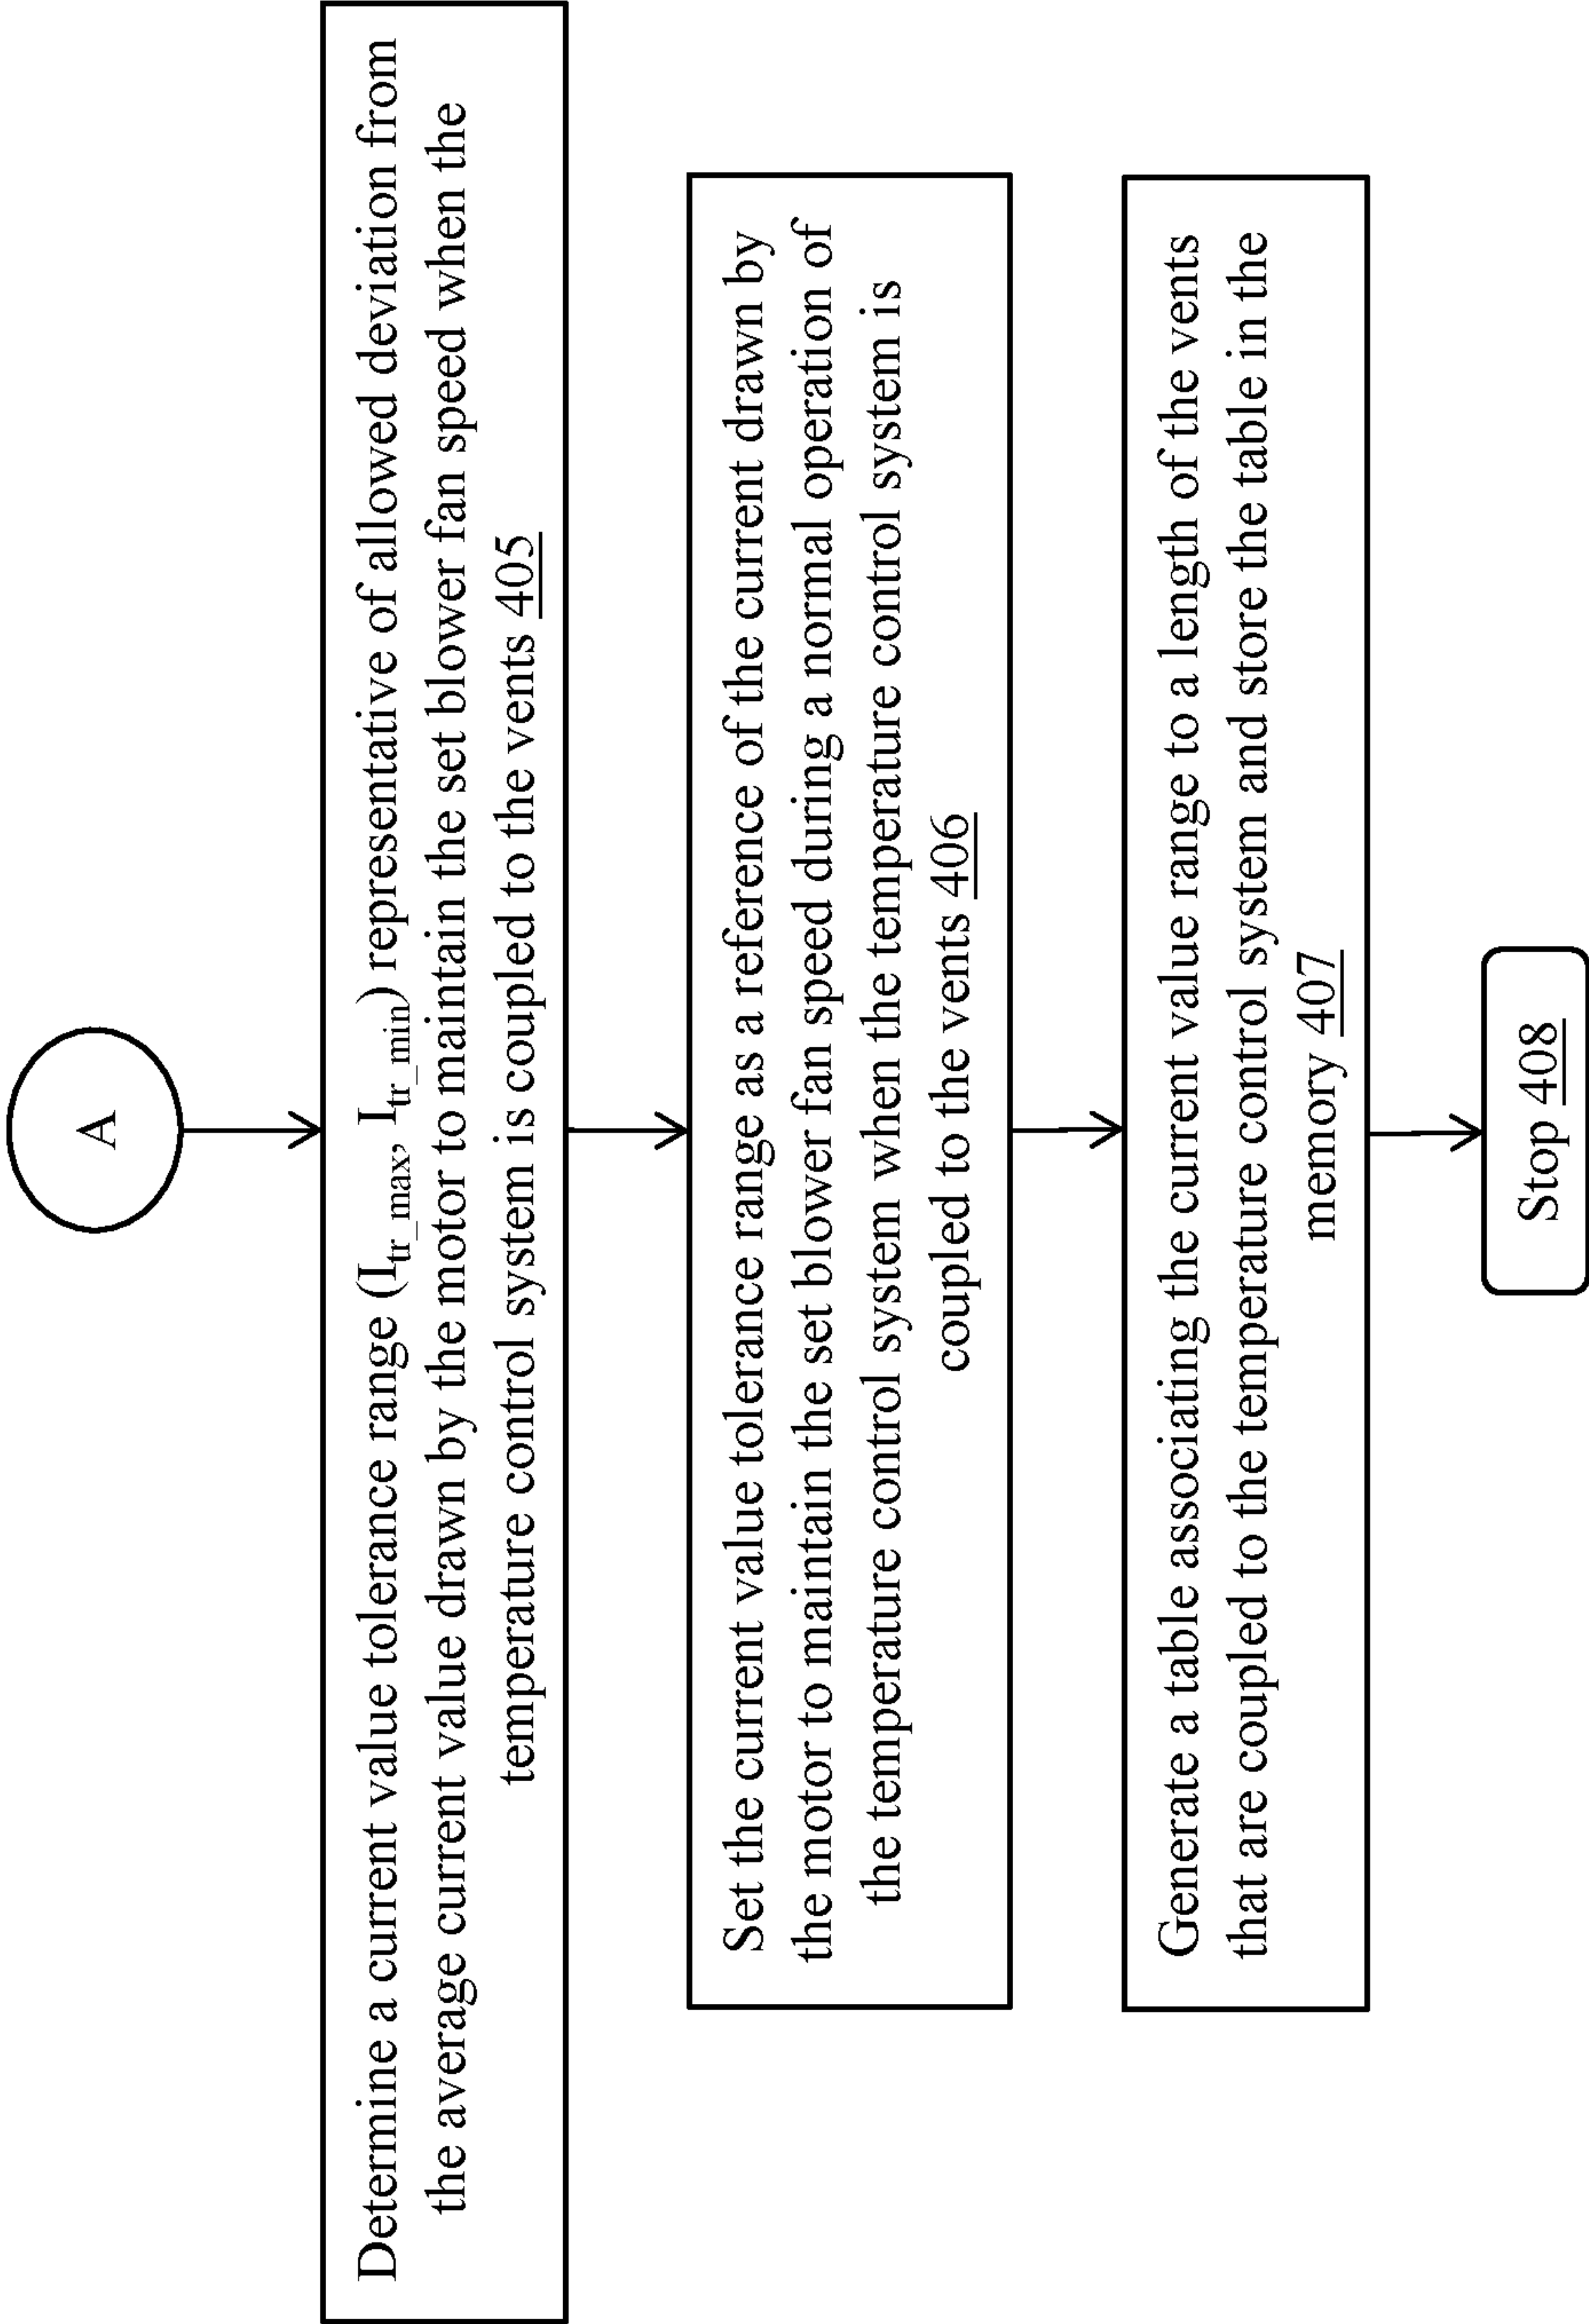 A
Determine a current value tolerance range (Itr_max, Itr_min) representative of allowed deviation from
the average current value drawn by the motor to maintain the set blower fan speed when the
temperature control system is coupled to the vents 405
Set the current value tolerance range as a reference of the current drawn by
the motor to maintain the set blower fan speed during a normal operation of
the temperature control system when the temperature control system is
coupled to the vents 406
Generate a table associating the current value range to a length of the vents
that are coupled to the temperature control system and store the table in the
memory 407
Stop 408